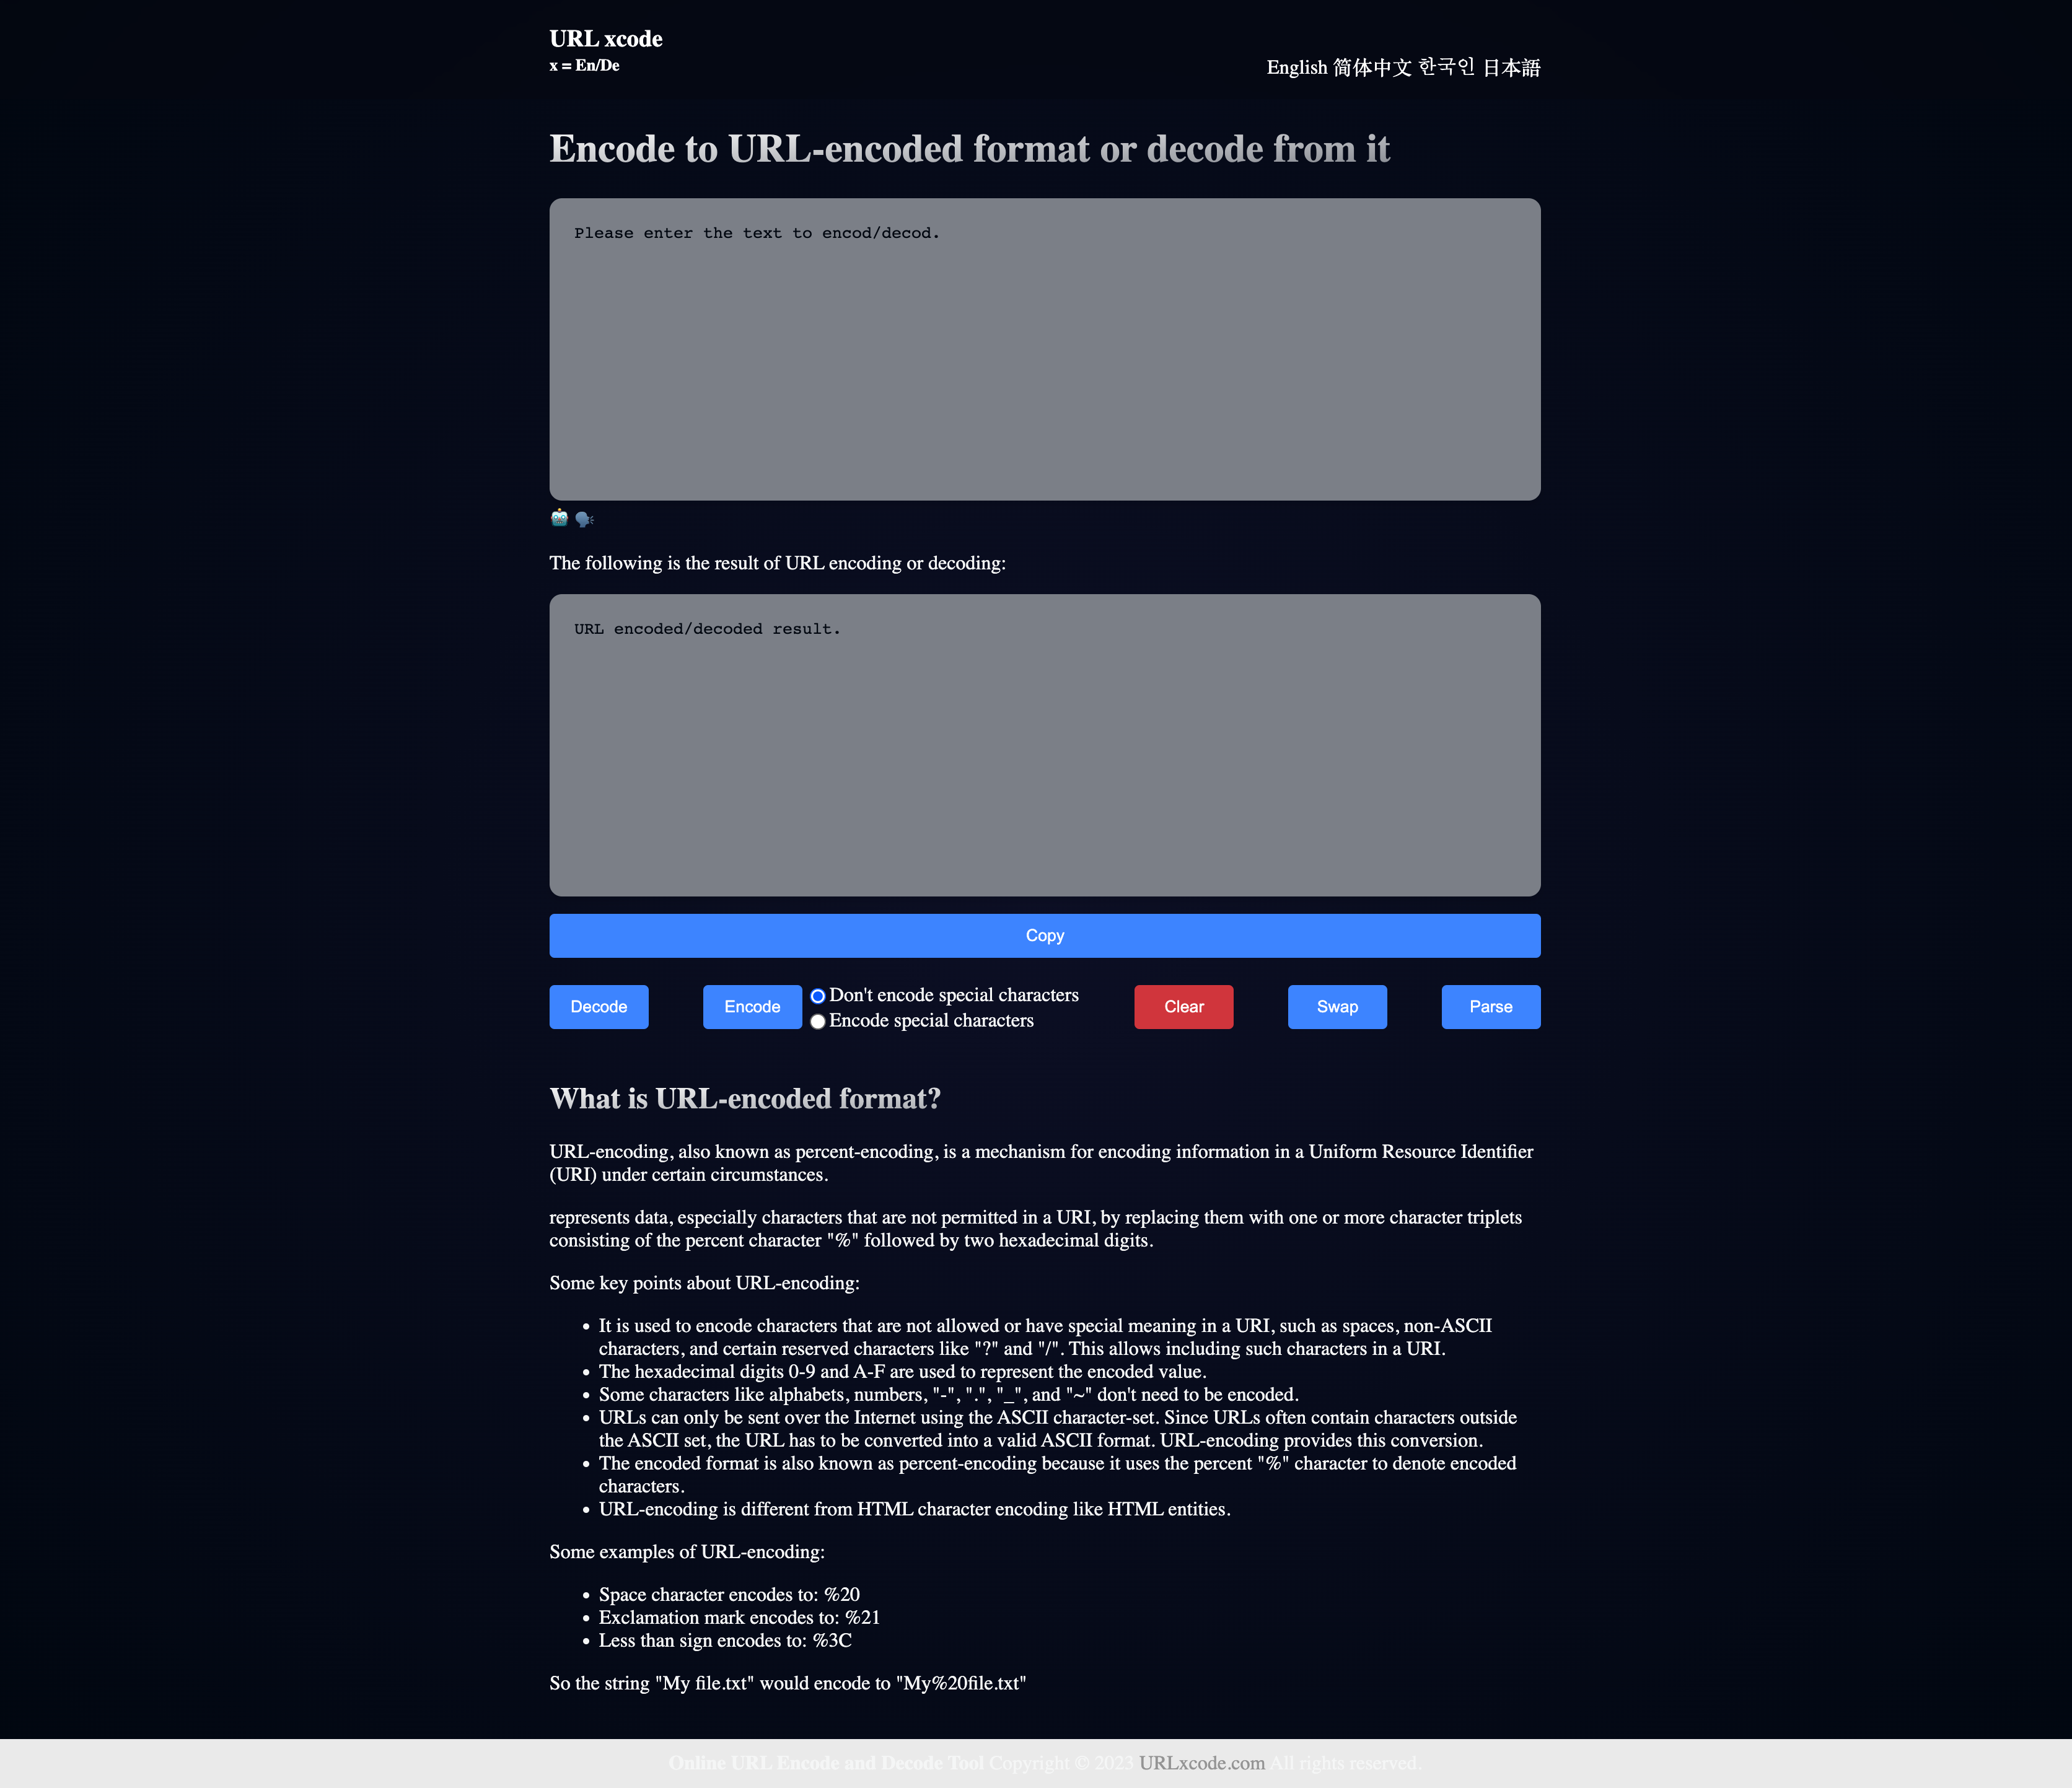 URL xcode
x = En/De
English 简体中文 한국인 日本語
Encode to URL-encoded format or decode from it
Please enter the text to encod/decod.
The following is the result of URL encoding or decoding:
URL encoded/decoded result.
Copy
Decode
Encode
Don't encode special characters
Encode special characters
Clear
Swap
Parse
What is URL-encoded format?
URL-encoding, also known as percent-encoding, is a mechanism for encoding information in a Uniform Resource Identifier
(URI) under certain circumstances.
represents data, especially characters that are not permitted in a URI, by replacing them with one or more character triplets
consisting of the percent character "%" followed by two hexadecimal digits.
Some key points about URL-encoding:
• It is used to encode characters that are not allowed or have special meaning in a URI, such as spaces, non-ASCII
characters, and certain reserved characters like "?" and "/". This allows including such characters in a URI.
• The hexadecimal digits 0-9 and A-F are used to represent the encoded value.
• Some characters like alphabets, numbers, "-", ".", "_", and "~" don't need to be encoded.
• URLs can only be sent over the Internet using the ASCII character-set. Since URLs often contain characters outside
the ASCII set, the URL has to be converted into a valid ASCII format. URL-encoding provides this conversion.
• The encoded format is also known as percent-encoding because it uses the percent "%" character to denote encoded
characters.
• URL-encoding is different from HTML character encoding like HTML entities.
Some examples of URL-encoding:
• Space character encodes to: %20
• Exclamation mark encodes to: %21
• Less than sign encodes to: %3C
So the string "My file.txt" would encode to "My%20file.txt"
Online URL Encode and Decode Tool Copyright © 2023 URLxcode.com All rights reserved.